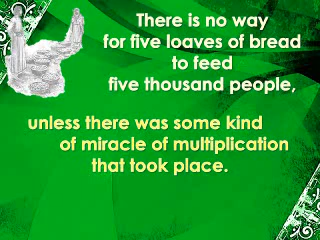 There is no way
for five loaves of bread
to feed
five thousand people,
unless there was some kind
of miracle of multiplication
that took place.